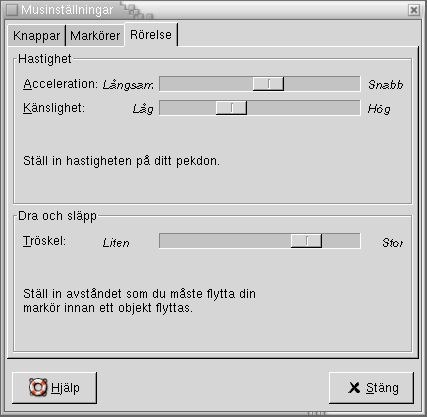 Musinställningar
Knappar Markörer Rörelse
Hastighet
Acceleration: Långsam Snabb
Känslighet: Låg Hög
Ställ in hastigheten på ditt pekdon.
Dra och släpp
Tröskel: Liten Stor
Ställ in avståndet som du måste flytta din
markör innan ett objekt flyttas.
Hjälp Stäng